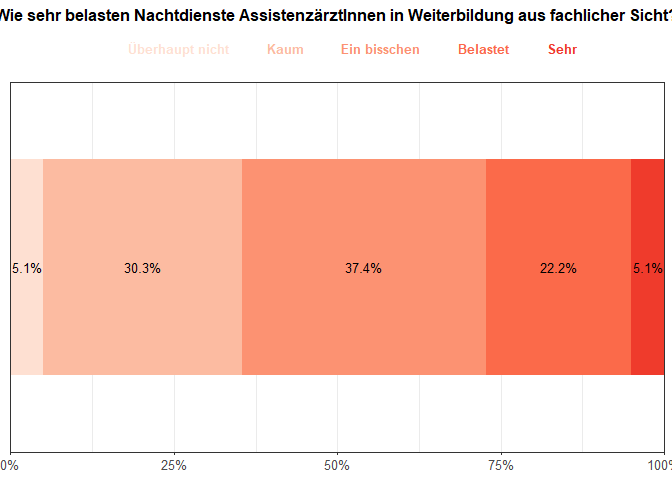 Wie sehr belasten Nachtdienste AssistenzärztInnen in Weiterbildung aus fachlicher Sicht?
Überhaupt nicht Kaum Ein bisschen Belastet Sehr
5.1% 30.3% 37.4% 22.2% 5.1%
0% 25% 50% 75% 100%